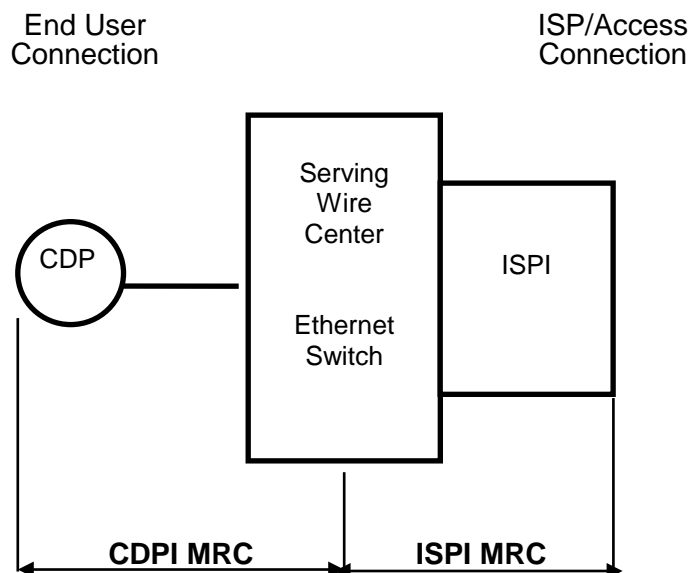 End User
Connection
ISP/Access
Connection
Serving
Wire
Center
CDP
ISPI
Ethernet
Switch
CDPI MRC
ISPI MRC